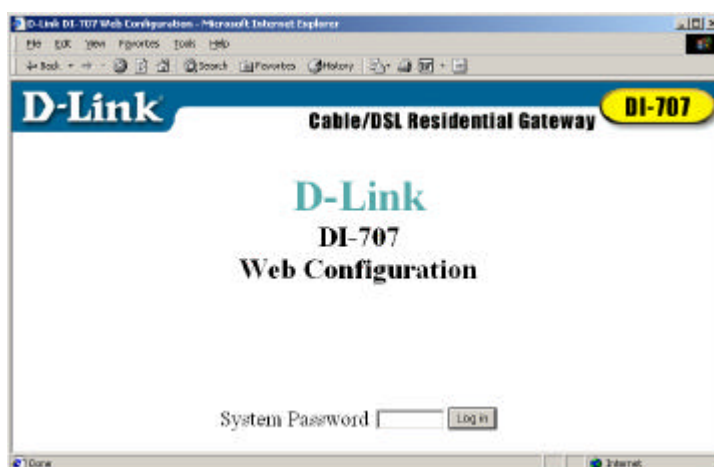 D-Link DI-707 Web Configuration - Microsoft Internet Explorer
File Edit View Favorites Tools Help
Back Search Favorites History
D-Link
Cable/DSL Residential Gateway
DI-707
D-Link
DI-707
Web Configuration
System Password Log in
Done Internet